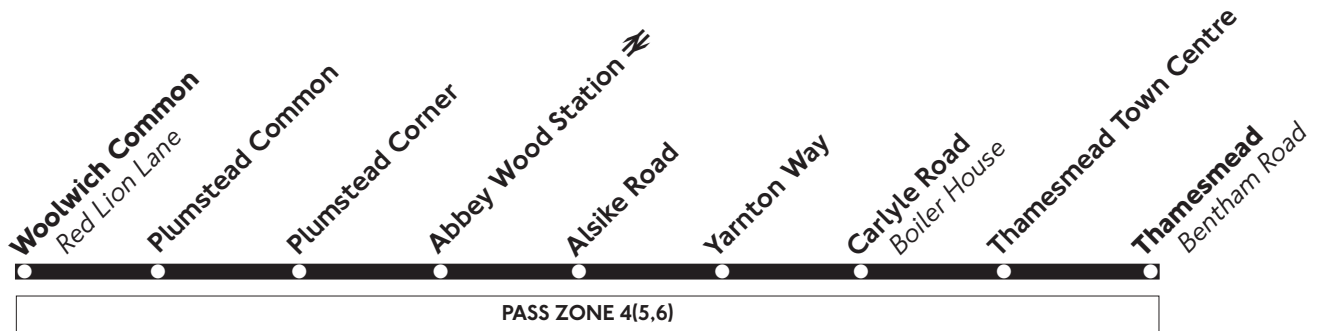 Woolwich Common
Red Lion Lane
Plumstead Common
Plumstead Corner
Abbey Wood Station
Alsike Road
Yarnton Way
Carlyle Road
Boiler House
Thamesmead Town Centre
Thamesmead
Bentham Road
PASS ZONE 4(5,6)